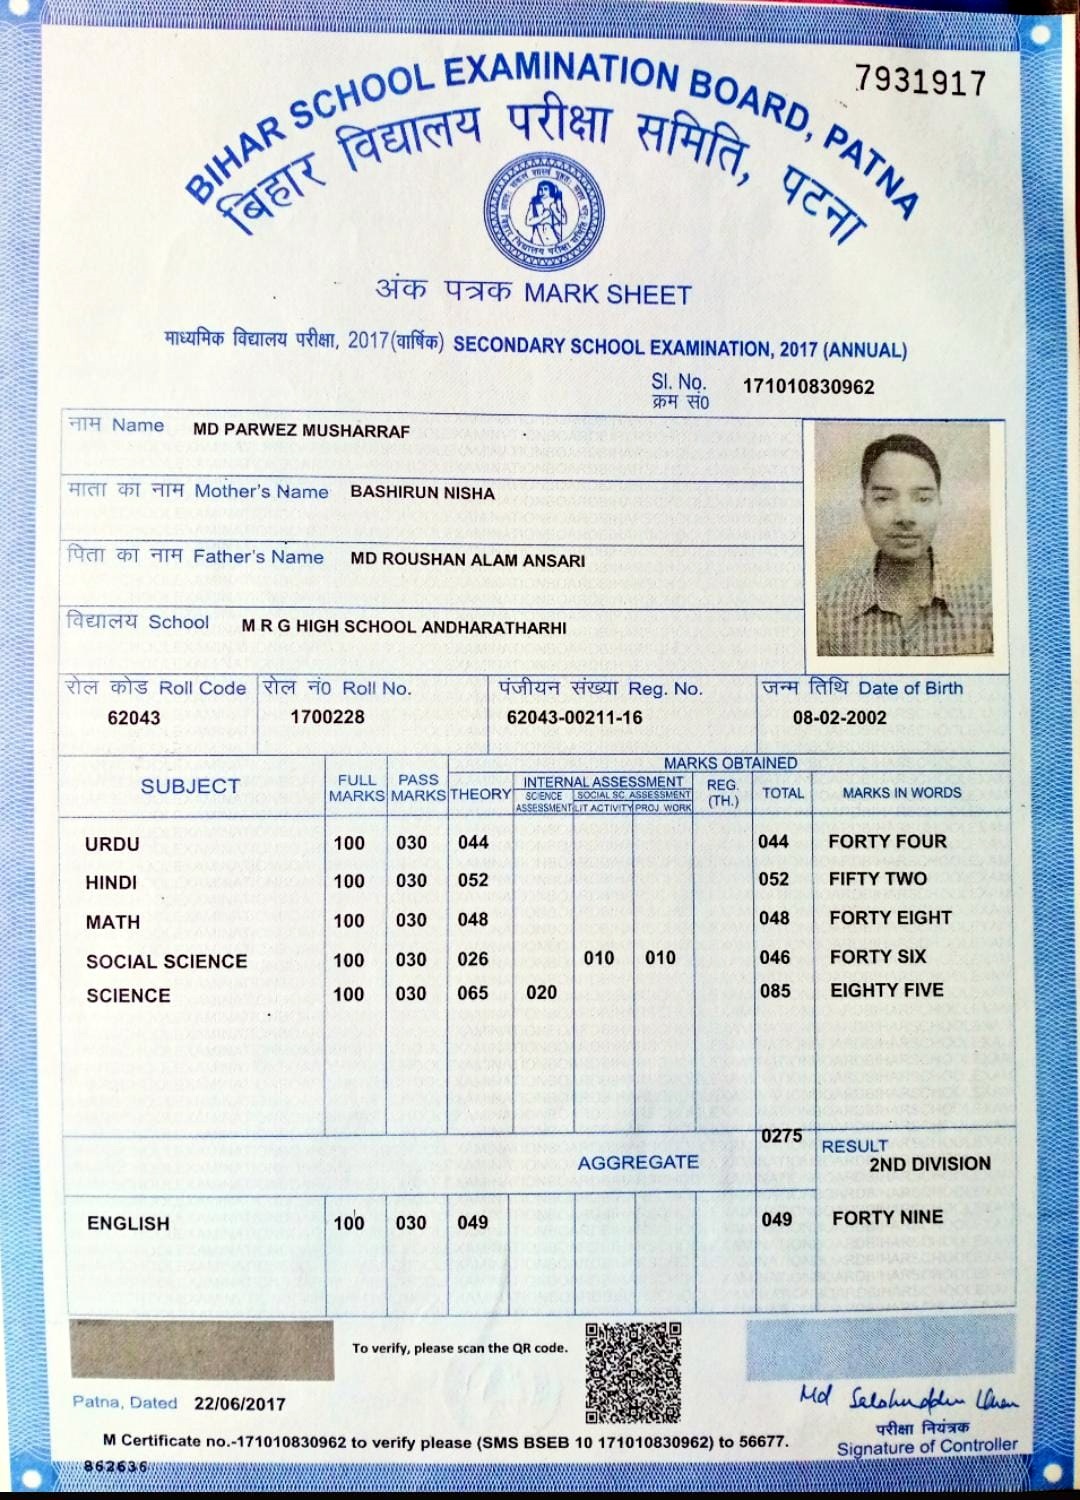 7931917
BIHAR SCHOOL EXAMINATION BOARD, PATNA
बिहार विद्यालय परीक्षा समिति, पटना
अंक पत्रक MARK SHEET
माध्यमिक विद्यालय परीक्षा, 2017(वार्षिक) SECONDARY SCHOOL EXAMINATION, 2017 (ANNUAL)
Sl. No. 171010830962
क्रम सं0
नाम Name MD PARWEZ MUSHARRAF
माता का नाम Mother's Name BASHIRUN NISHA
पिता का नाम Father's Name MD ROUSHAN ALAM ANSARI
विद्यालय School M R G HIGH SCHOOL ANDHARATHARHI
रोल कोड Roll Code रोल नं0 Roll No. पंजीयन संख्या Reg. No. जन्म तिथि Date of Birth
62043 1700228 62043-00211-16 08-02-2002
MARKS OBTAINED
SUBJECT FULL MARKS PASS MARKS THEORY INTERNAL ASSESSMENT REG. (TH.) TOTAL MARKS IN WORDS
SCIENCE ASSESSMENT SOCIAL SC. ASSESSMENT
LIT ACTIVITY PROJ. WORK
URDU 100 030 044 044 FORTY FOUR
HINDI 100 030 052 052 FIFTY TWO
MATH 100 030 048 048 FORTY EIGHT
SOCIAL SCIENCE 100 030 026 010 010 046 FORTY SIX
SCIENCE 100 030 065 020 085 EIGHTY FIVE
AGGREGATE 0275 RESULT
2ND DIVISION
ENGLISH 100 030 049 049 FORTY NINE
To verify, please scan the QR code.
Patna, Dated 22/06/2017
परीक्षा नियंत्रक
Signature of Controller
M Certificate no.-171010830962 to verify please (SMS BSEB 10 171010830962) to 56677.
862636